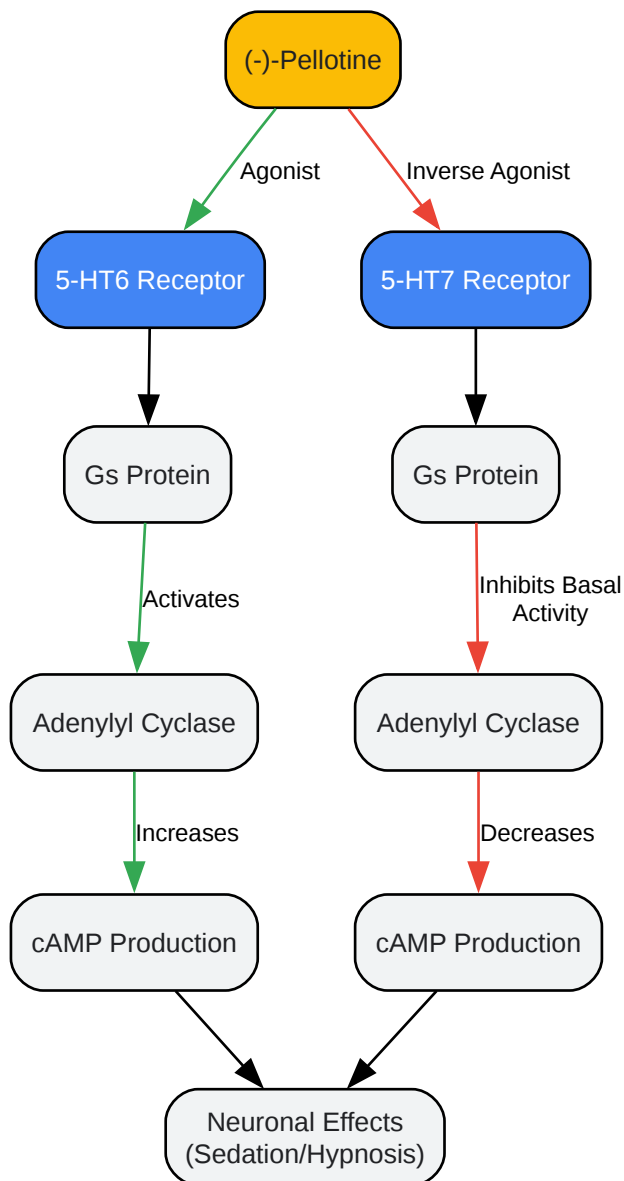 (-)-Pellotine
Agonist
Inverse Agonist
5-HT6 Receptor
5-HT7 Receptor
Gs Protein
Gs Protein
Activates
Inhibits Basal
Activity
Adenylyl Cyclase
Adenylyl Cyclase
Increases
Decreases
cAMP Production
cAMP Production
Neuronal Effects
(Sedation/Hypnosis)